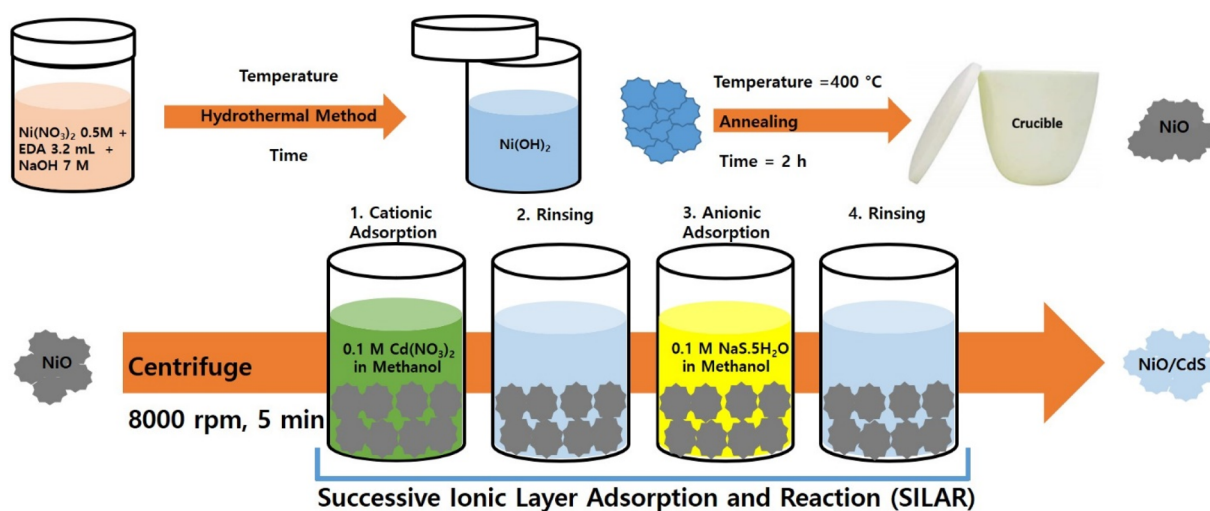 Ni(NO₃)₂ 0.5M +
EDA 3.2 mL +
NaOH 7 M
Temperature
Hydrothermal Method
Time
Ni(OH)₂
Temperature =400 °C
Annealing
Time = 2 h
Crucible
NiO
1. Cationic
Adsorption
2. Rinsing
3. Anionic
Adsorption
4. Rinsing
NiO
Centrifuge
8000 rpm, 5 min
0.1 M Cd(NO₃)₂
in Methanol
0.1 M NaS.5H₂O
in Methanol
NiO/CdS
Successive Ionic Layer Adsorption and Reaction (SILAR)